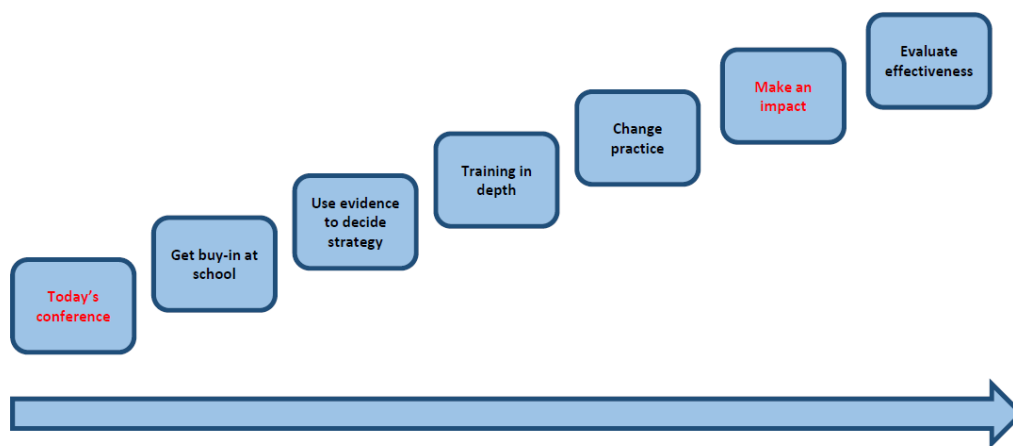 Today's
conference
Get buy-in at
school
Use evidence
to decide
strategy
Training in
depth
Change
practice
Make an
impact
Evaluate
effectiveness